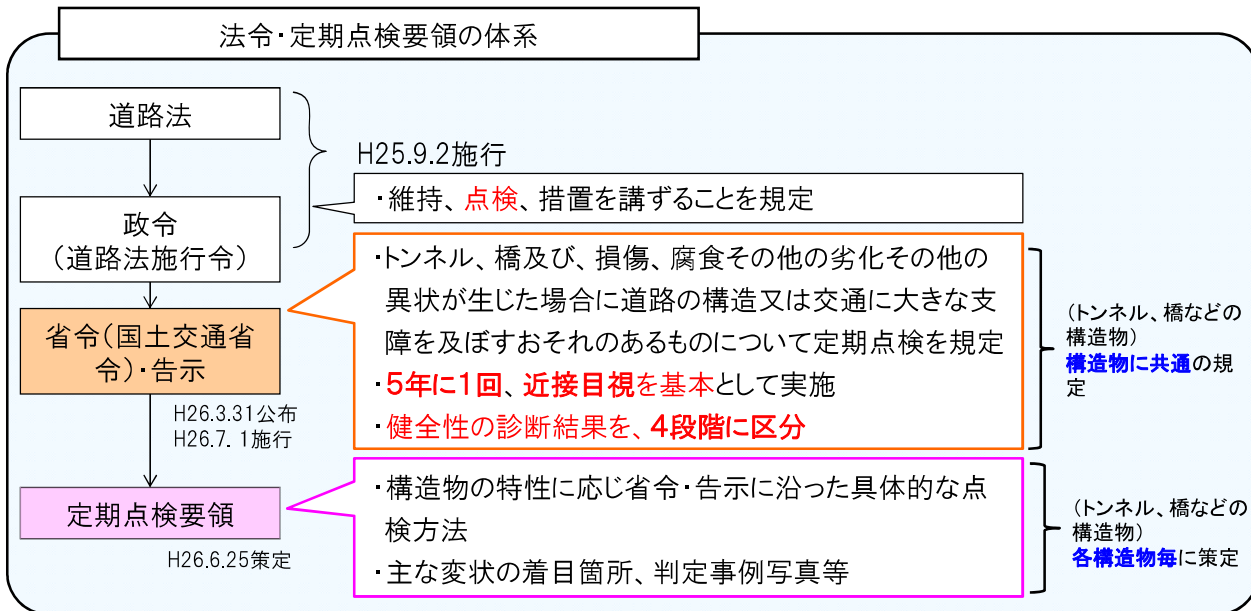 法令・定期点検要領の体系
道路法
H25.9.2施行
・維持、点検、措置を講ずることを規定
政令
（道路法施行令）
・トンネル、橋及び、損傷、腐食その他の劣化その他の
異状が生じた場合に道路の構造又は交通に大きな支
障を及ぼすおそれのあるものについて定期点検を規定
・5年に1回、近接目視を基本として実施
・健全性の診断結果を、4段階に区分
（トンネル、橋などの
構造物）
構造物に共通の規
定
省令（国土交通省
令）・告示
H26.3.31公布
H26.7. 1施行
定期点検要領
H26.6.25策定
・構造物の特性に応じ省令・告示に沿った具体的な点
検方法
・主な変状の着目箇所、判定事例写真等
（トンネル、橋などの
構造物）
各構造物毎に策定